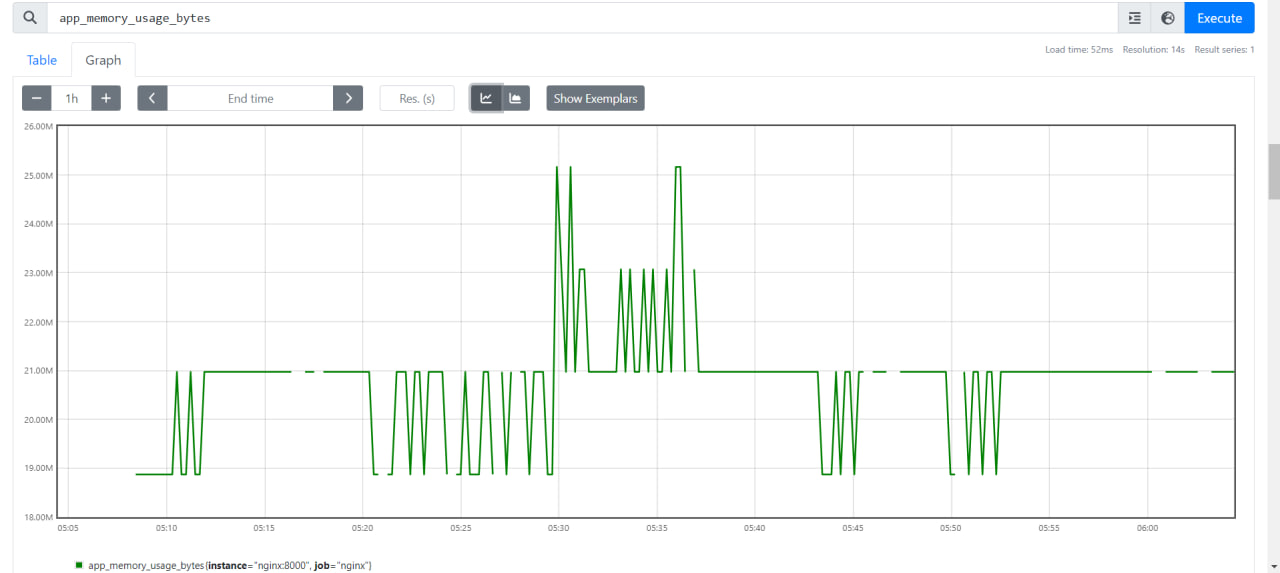 app_memory_usage_bytes Execute
Load time: 52ms Resolution: 14s Result series: 1
Table Graph
1h End time Res. (s) Show Exemplars
26.00M
25.00M
24.00M
23.00M
22.00M
21.00M
20.00M
19.00M
18.00M
05:05 05:10 05:15 05:20 05:25 05:30 05:35 05:40 05:45 05:50 05:55 06:00
app_memory_usage_bytes{instance="nginx:8000", job="nginx"}